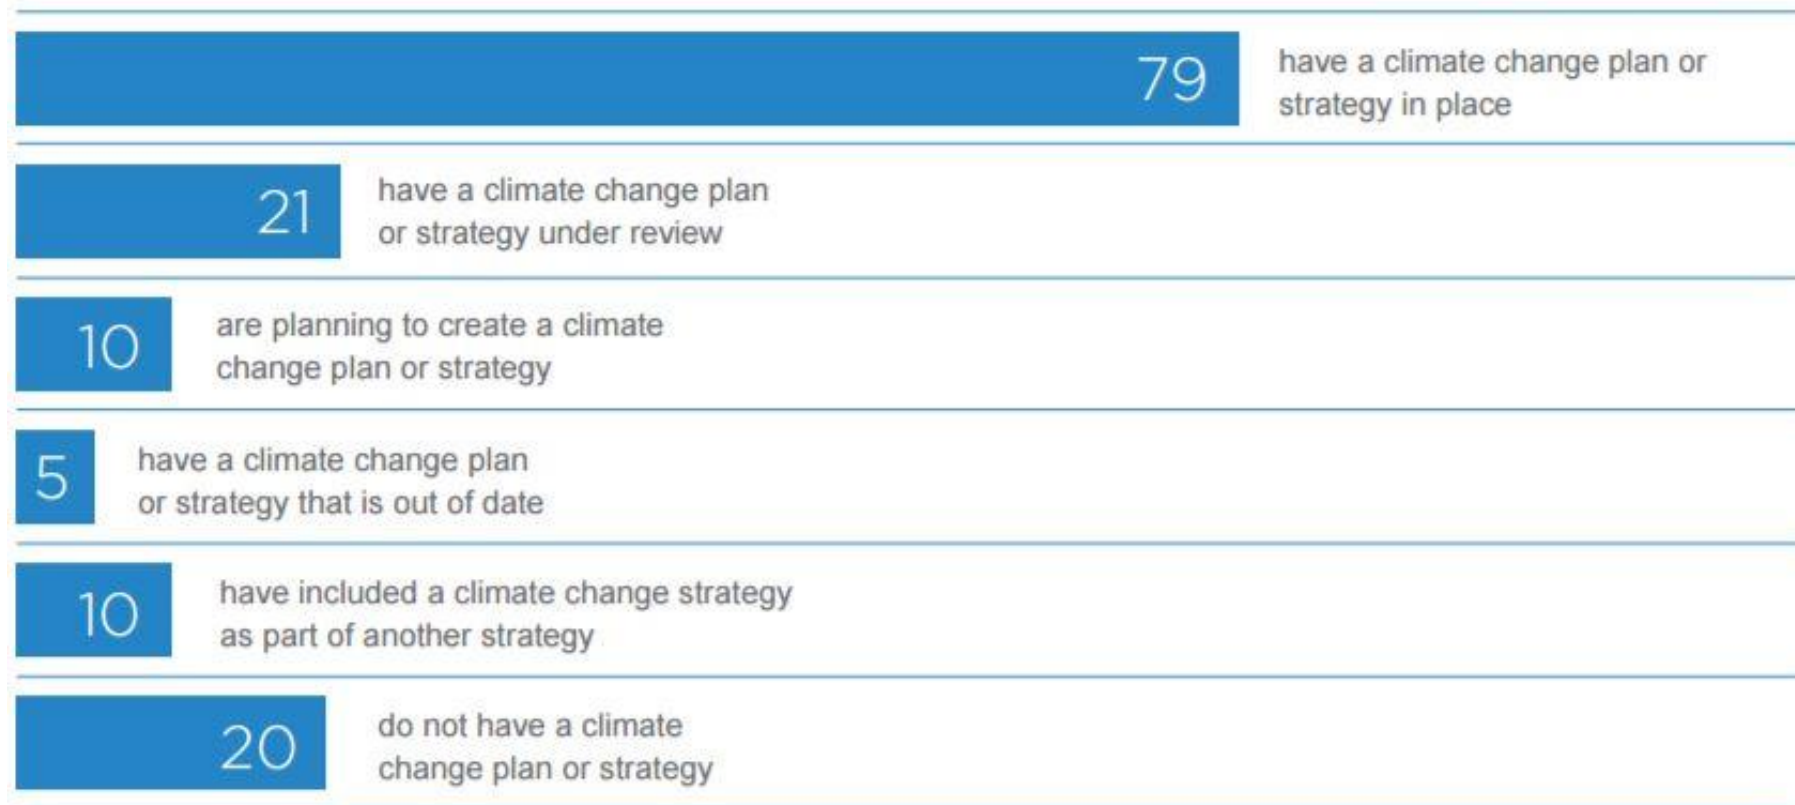 79
have a climate change plan or
strategy in place
21
have a climate change plan
or strategy under review
10
are planning to create a climate
change plan or strategy
5
have a climate change plan
or strategy that is out of date
10
have included a climate change strategy
as part of another strategy
20
do not have a climate
change plan or strategy